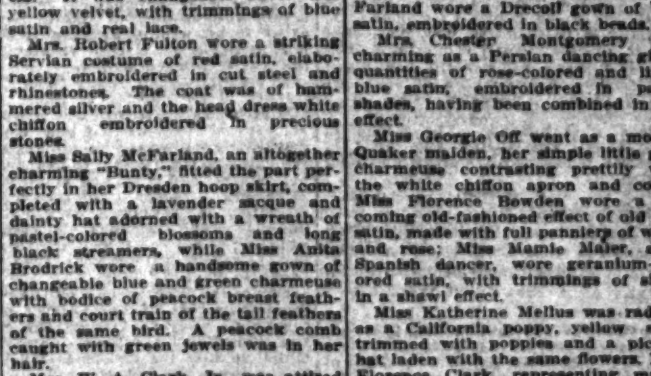 yellow velvet, with trimmings of blue
satin and real lace.
Mrs. Robert Fulton wore a striking
Servian costume of red satin, elabo-
rately embroidered in cut steel and
rhinestones. The coat was of ham-
mered silver and the head dress white
chiffon embroidered in precious
stones.
Miss Sally McFarland, an altogether
charming "Bunty," fitted the part per-
fectly in her Dresden hoop skirt, com-
pleted with a lavender sacque and
dainty hat adorned with a wreath of
pastel-colored blossoms and long
black streamers, while Miss Anita
Brodrick wore a handsome gown of
changeable blue and green charmeuse
with bodice of peacock breast feath-
ers and court train of the tail feathers
of the same bird. A peacock comb
caught with green jewels was in her
hair.
Farland wore a Drecoll gown of
satin, embroidered in black beads.
Mrs. Chester Montgomery
charming as a Persian dancing
quantities of rose-colored and
blue satin, embroidered in
shades, having been combined in
effect.
Miss Georgie Off went as a
Quaker maiden, her simple little
charmeuse contrasting prettily
the white chiffon apron and
Miss Florence Bowden wore a
coming old-fashioned effect of old
satin, made with full panniers of
and rose; Miss Mamie Maier,
Spanish dancer, wore geranium-
ored satin, with trimmings of
in a shawl effect.
Miss Katherine Mellus was
as a California poppy, yellow
trimmed with poppies and a
hat laden with the same flowers.
Florence Clark, representing